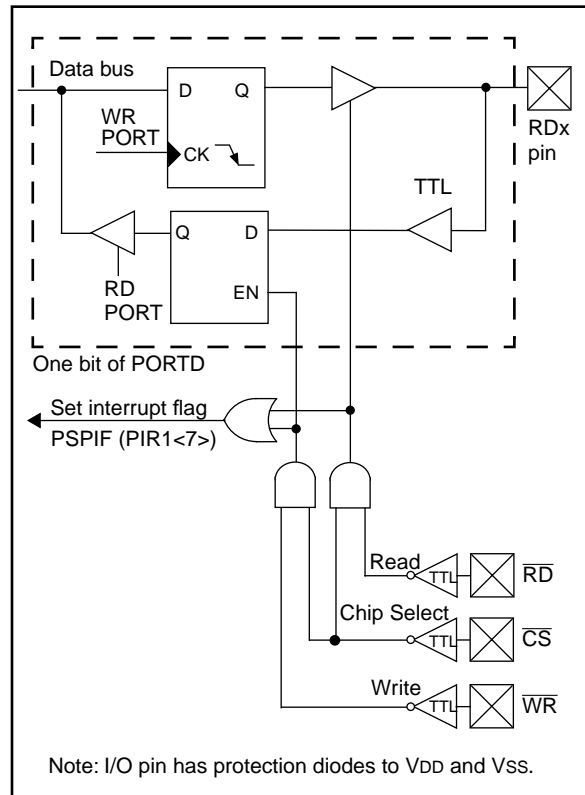 Data bus
D
Q
WR
PORT
CK
RDx
pin
TTL
Q
D
RD
PORT
EN
One bit of PORTD
Set interrupt flag
PSPIF (PIR1<7>)
Read
TTL
RD
Chip Select
TTL
CS
Write
TTL
WR
Note: I/O pin has protection diodes to VDD and VSS.